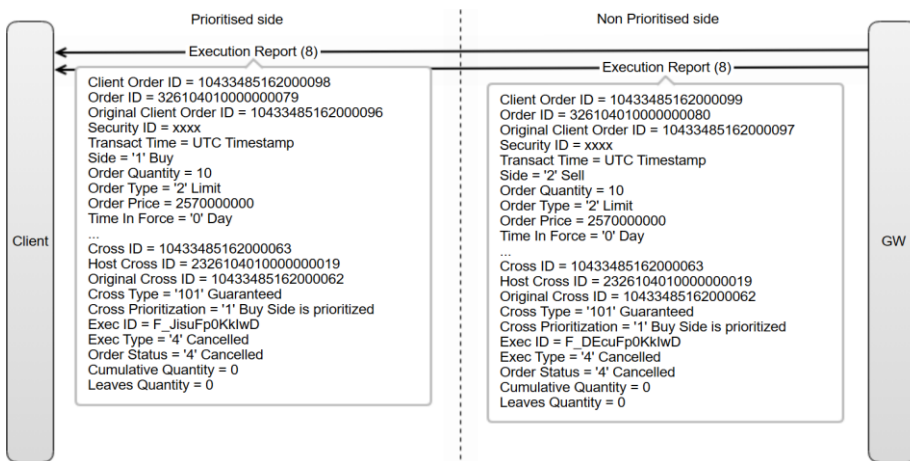 Prioritised side
Non Prioritised side
Execution Report (8)
Execution Report (8)
Client
Client Order ID = 10433485162000098
Order ID = 326104010000000079
Original Client Order ID = 10433485162000096
Security ID = xxxx
Transact Time = UTC Timestamp
Side = '1' Buy
Order Quantity = 10
Order Type = '2' Limit
Order Price = 2570000000
Time In Force = '0' Day
...
Cross ID = 10433485162000063
Host Cross ID = 2326104010000000019
Original Cross ID = 10433485162000062
Cross Type = '101' Guaranteed
Cross Prioritization = '1' Buy Side is prioritized
Exec ID = F_JisuFp0KkIwD
Exec Type = '4' Cancelled
Order Status = '4' Cancelled
Cumulative Quantity = 0
Leaves Quantity = 0
Client Order ID = 10433485162000099
Order ID = 326104010000000080
Original Client Order ID = 10433485162000097
Security ID = xxxx
Transact Time = UTC Timestamp
Side = '2' Sell
Order Quantity = 10
Order Type = '2' Limit
Order Price = 2570000000
Time In Force = '0' Day
...
Cross ID = 10433485162000063
Host Cross ID = 2326104010000000019
Original Cross ID = 10433485162000062
Cross Type = '101' Guaranteed
Cross Prioritization = '1' Buy Side is prioritized
Exec ID = F_DEcuFp0KkIwD
Exec Type = '4' Cancelled
Order Status = '4' Cancelled
Cumulative Quantity = 0
Leaves Quantity = 0
GW